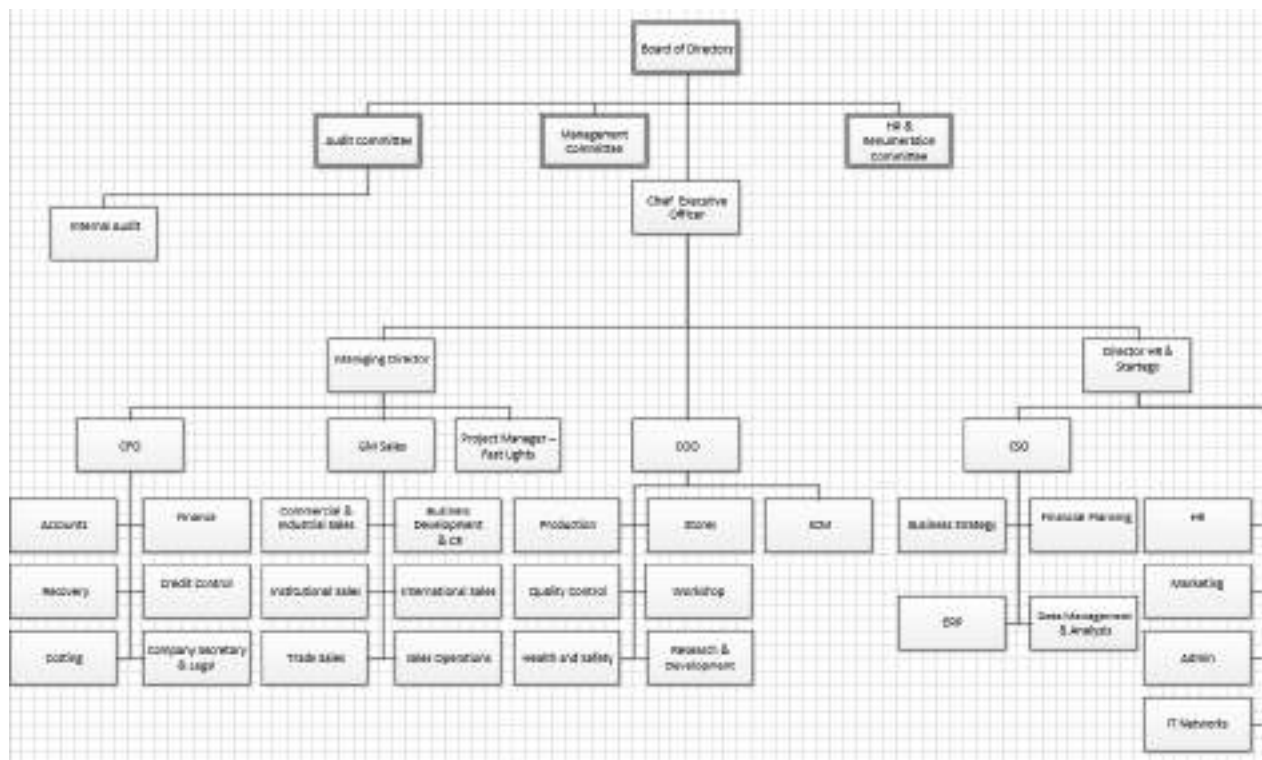 Board of Directory
Audit Committee
Management
Committee
HR &
Committee
Chief Executive
Officer
Internal Audit
Managing Director
Director HR &
CFO
GM Sales
Project Manager –
Fast Lights
COO
CSO
Accounts
Finance
Commercial &
Industrial Sales
Business
Development
& CR
Production
Stores
Business Strategy
Financial Planning
HR
Recovery
Credit Control
Institutional Sales
International Sales
Quality Control
Workshop
Marketing
ERP
Data Management
& Analysis
Costing
Company Secretary
& Legal
Trade Sales
Sales Operations
Health and Safety
Research &
Development
Admin
IT Networks